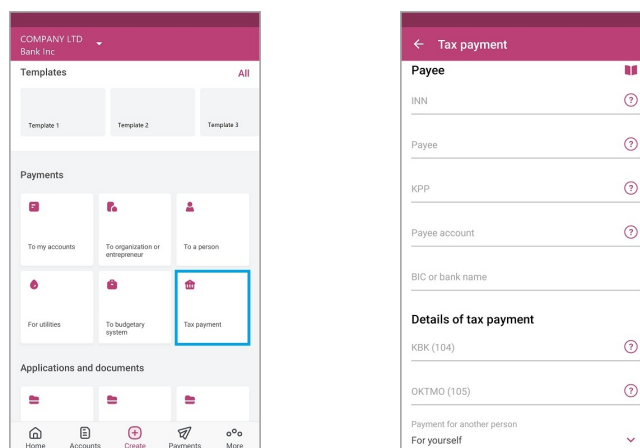 COMPANY LTD
Bank Inc
Templates
All
Template 1
Template 2
Template 3
Payments
To my accounts
To organization or
entrepreneur
To a person
For utilities
To budgetary
system
Tax payment
Applications and documents
Home
Accounts
Create
Payments
More
Tax payment
Payee
INN
Payee
KPP
Payee account
BIC or bank name
Details of tax payment
KBK (104)
OKTMO (105)
Payment for another person
For yourself